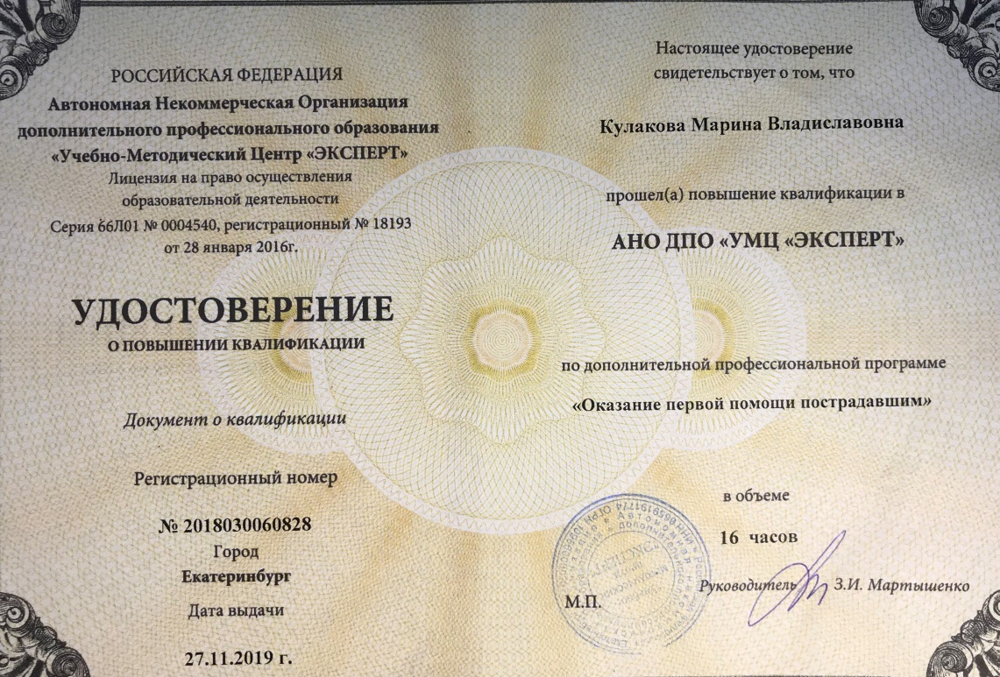 РОССИЙСКАЯ ФЕДЕРАЦИЯ
Автономная Некоммерческая Организация
дополнительного профессионального образования
«Учебно-Методический Центр «ЭКСПЕРТ»
Лицензия на право осуществления
образовательной деятельности
Серия 66Л01 № 0004540, регистрационный № 18193
от 28 января 2016г.
УДОСТОВЕРЕНИЕ
О ПОВЫШЕНИИ КВАЛИФИКАЦИИ
Документ о квалификации
Регистрационный номер
№ 2018030060828
Город
Екатеринбург
Дата выдачи
27.11.2019 г.
Настоящее удостоверение
свидетельствует о том, что
Кулакова Марина Владиславовна
прошел(а) повышение квалификации в
АНО ДПО «УМЦ «ЭКСПЕРТ»
по дополнительной профессиональной программе
«Оказание первой помощи пострадавшим»
в объеме
16 часов
Руководитель З.И. Мартышенко
М.П.